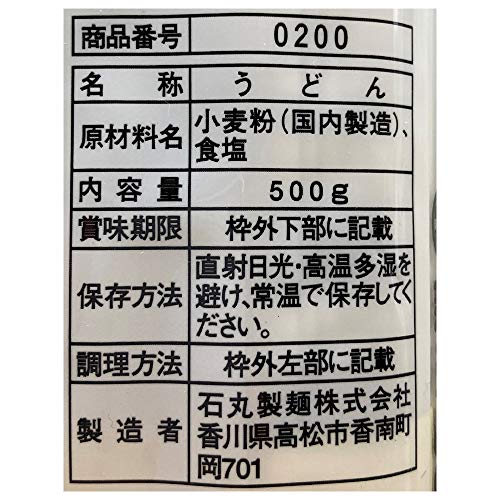 商品番号 0200
名称 うどん
原材料名 小麦粉(国内製造)、
食塩
内容量 500g
賞味期限 枠外下部に記載
保存方法 直射日光・高温多湿を
避け、常温で保存してく
ださい。
調理方法 枠外左部に記載
製造者 石丸製麺株式会社
香川県高松市香南町
岡701